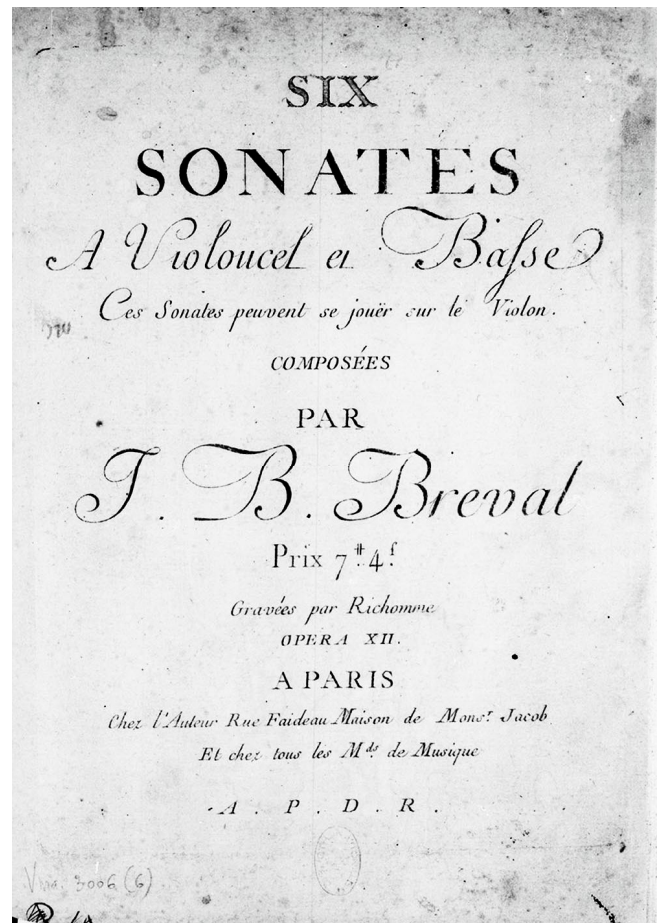 SIX
SONATES
A Violoncel et Basse
Ces Sonates peuvent se jouër sur le Violon.
COMPOSÉES
PAR
J. B. Breval
Prix 7.# 4.f
Gravées par Richomme
OPERA XII.
A PARIS
Chez l'Auteur Rue Faideau Maison de Mons.r Jacob
Et chez tous les M.ds de Musique
A . P . D . R .
3006 (6)